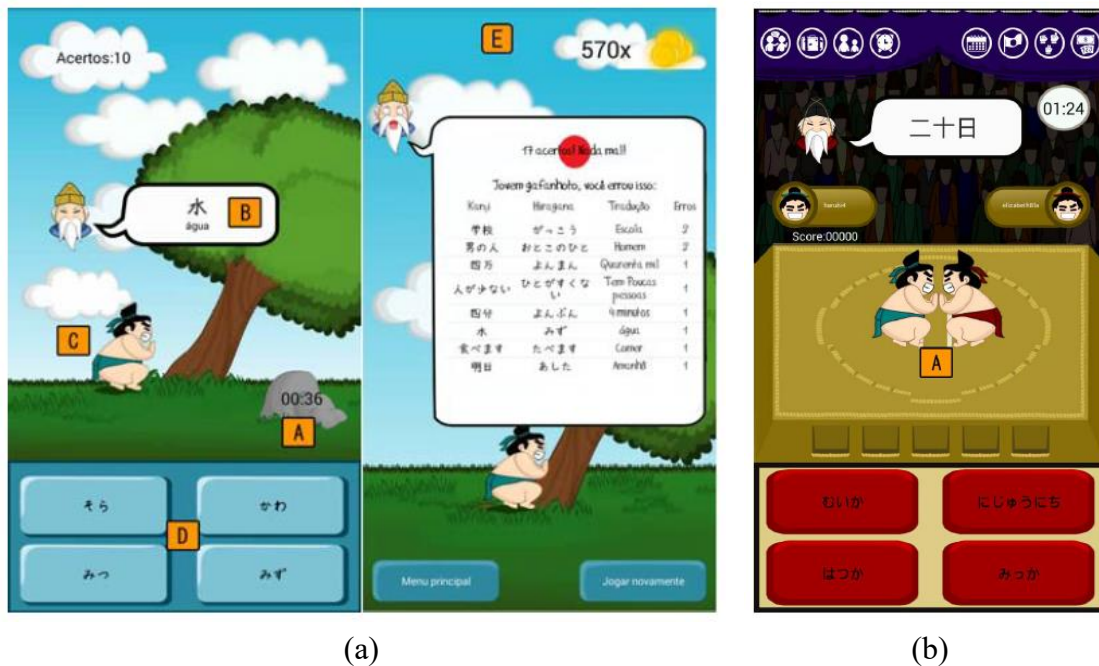 Acertos:10
水
água
B
C
00:36
A
そら
かわ
D
みつ
みず
E
570x
17 acertos! Nada mal!
Jovem gafanhoto, você errou isso:
Kanji Hiragana Tradução Erros
学校 がっこう Escola 2
男の人 おとこのひと Homem 2
四万 よんまん Quarenta mil 1
人が少ない ひとがすくな Tem Poucas 1
い pessoas
四分 よんぷん 4 minutos 1
水 みず água 1
食べます たべます Comer 1
明日 あした Amanhã 1
Menu principal
Jogar novamente
(a)
01:24
二十日
haruhi4
Score:00000
A
むいか
にじゅうにち
はつか
みっか
(b)